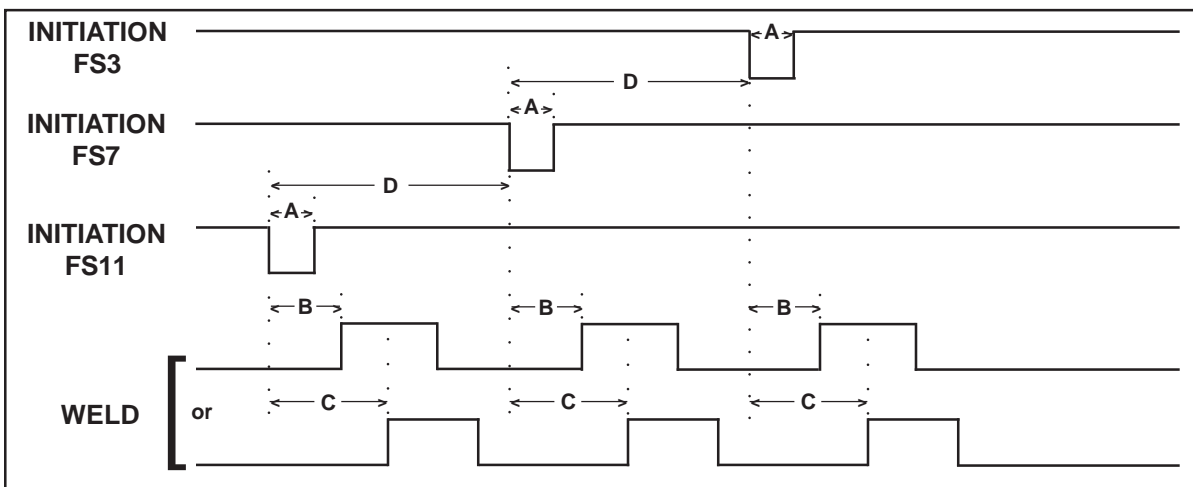 INITIATION
FS3
A
D
A
INITIATION
FS7
D
A
INITIATION
FS11
B
B
B
WELD
or
C
C
C